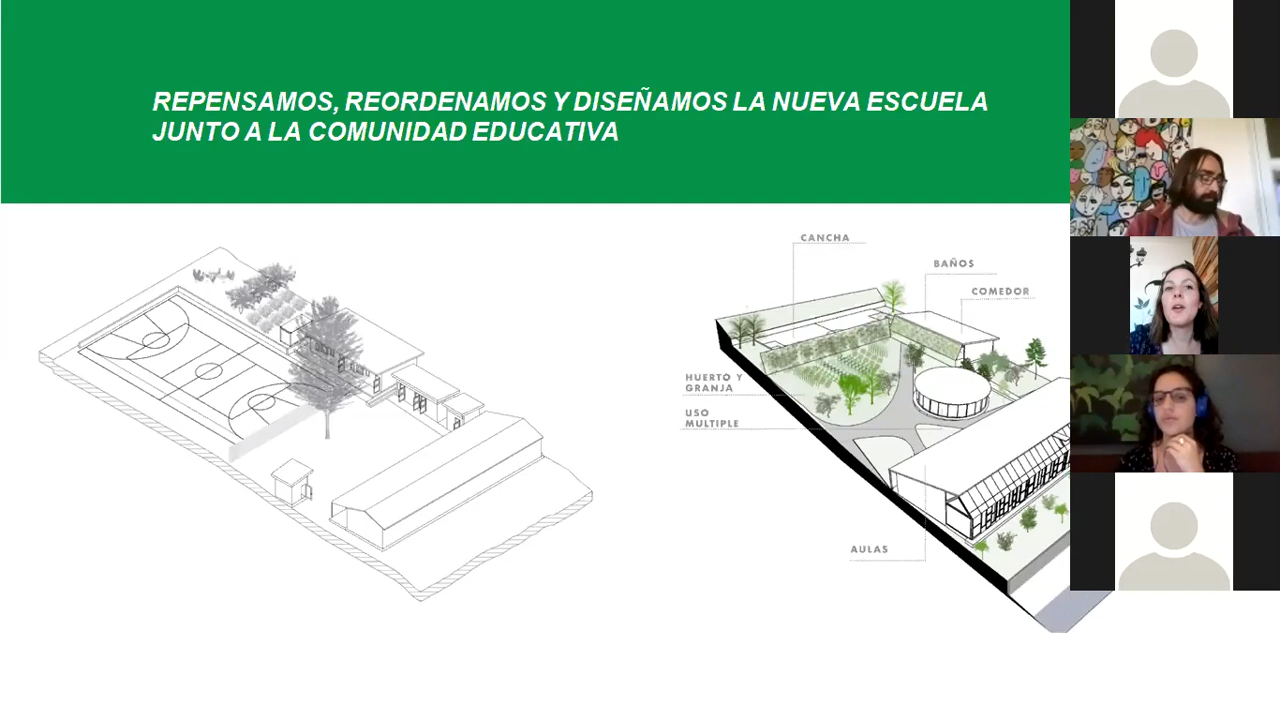 REPENSAMOS, REORDENAMOS Y DISEÑAMOS LA NUEVA ESCUELA
JUNTO A LA COMUNIDAD EDUCATIVA
CANCHA
BAÑOS
COMEDOR
HUERTO Y
GRANJA
USO
MULTIPLE
AULAS